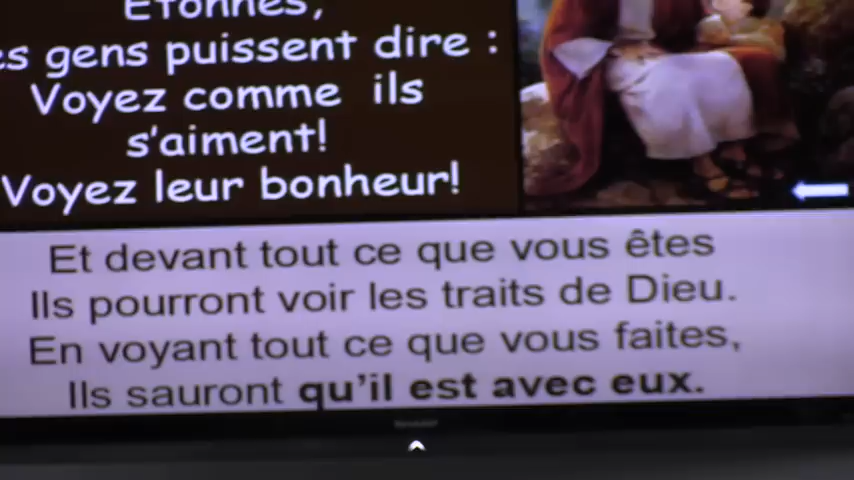 Étonnés,
es gens puissent dire :
Voyez comme ils
s'aiment!
Voyez leur bonheur!
Et devant tout ce que vous êtes
Ils pourront voir les traits de Dieu.
En voyant tout ce que vous faites,
Ils sauront qu'il est avec eux.